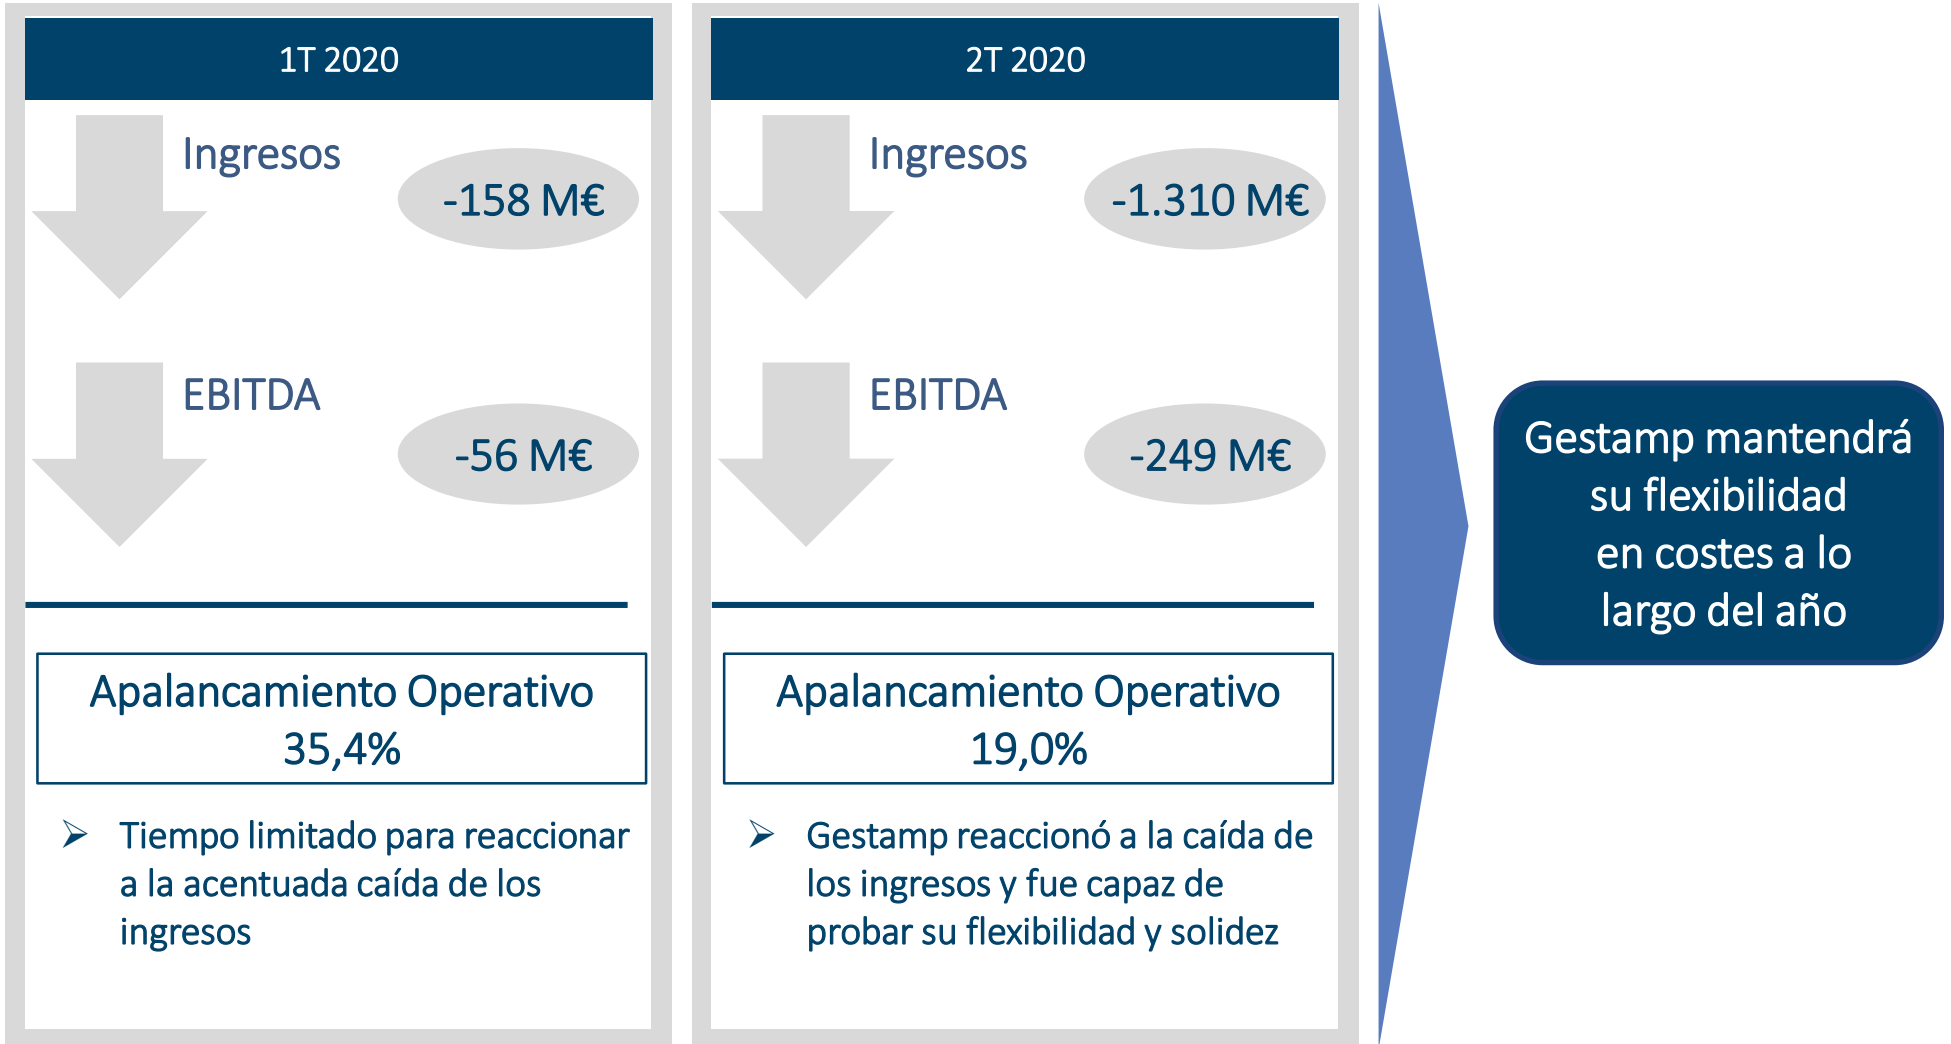 1T 2020
Ingresos
-158 M€
EBITDA
-56 M€
Apalancamiento Operativo
35,4%
Tiempo limitado para reaccionar
a la acentuada caída de los
ingresos
2T 2020
Ingresos
-1.310 M€
EBITDA
-249 M€
Apalancamiento Operativo
19,0%
Gestamp reaccionó a la caída de
los ingresos y fue capaz de
probar su flexibilidad y solidez
Gestamp mantendrá
su flexibilidad
en costes a lo
largo del año